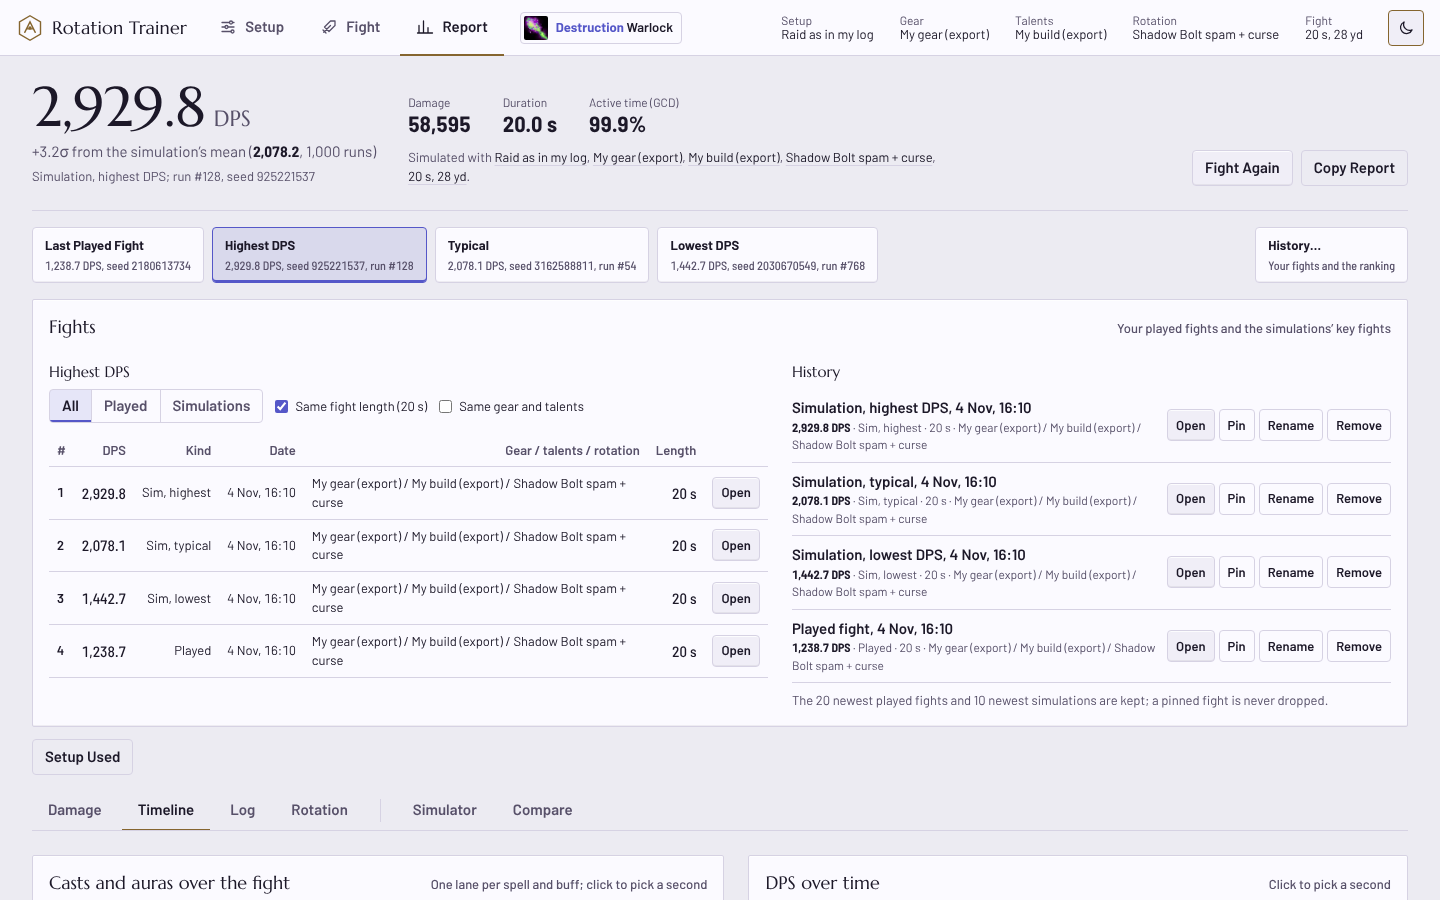 Rotation Trainer
Setup
Fight
Report
Destruction Warlock
Setup
Raid as in my log
Gear
My gear (export)
Talents
My build (export)
Rotation
Shadow Bolt spam + curse
Fight
20 s, 28 yd
2,929.8 DPS
+3.2σ from the simulation’s mean (2,078.2, 1,000 runs)
Simulation, highest DPS; run #128, seed 925221537
Damage
58,595
Duration
20.0 s
Active time (GCD)
99.9%
Simulated with Raid as in my log, My gear (export), My build (export), Shadow Bolt spam + curse,
20 s, 28 yd.
Fight Again
Copy Report
Last Played Fight
1,238.7 DPS, seed 2180613734
Highest DPS
2,929.8 DPS, seed 925221537, run #128
Typical
2,078.1 DPS, seed 3162588811, run #54
Lowest DPS
1,442.7 DPS, seed 2030670549, run #768
History…
Your fights and the ranking
Fights
Your played fights and the simulations’ key fights
Highest DPS
All Played Simulations
Same fight length (20 s)
Same gear and talents
# DPS Kind Date Gear / talents / rotation Length
1 2,929.8 Sim, highest 4 Nov, 16:10 My gear (export) / My build (export) / Shadow Bolt spam +
curse
20 s Open
2 2,078.1 Sim, typical 4 Nov, 16:10 My gear (export) / My build (export) / Shadow Bolt spam +
curse
20 s Open
3 1,442.7 Sim, lowest 4 Nov, 16:10 My gear (export) / My build (export) / Shadow Bolt spam +
curse
20 s Open
4 1,238.7 Played 4 Nov, 16:10 My gear (export) / My build (export) / Shadow Bolt spam +
curse
20 s Open
History
Simulation, highest DPS, 4 Nov, 16:10
2,929.8 DPS · Sim, highest · 20 s · My gear (export) / My build (export) /
Shadow Bolt spam + curse
Open Pin Rename Remove
Simulation, typical, 4 Nov, 16:10
2,078.1 DPS · Sim, typical · 20 s · My gear (export) / My build (export) /
Shadow Bolt spam + curse
Open Pin Rename Remove
Simulation, lowest DPS, 4 Nov, 16:10
1,442.7 DPS · Sim, lowest · 20 s · My gear (export) / My build (export) /
Shadow Bolt spam + curse
Open Pin Rename Remove
Played fight, 4 Nov, 16:10
1,238.7 DPS · Played · 20 s · My gear (export) / My build (export) / Shadow
Bolt spam + curse
Open Pin Rename Remove
The 20 newest played fights and 10 newest simulations are kept; a pinned fight is never dropped.
Setup Used
Damage Timeline Log Rotation Simulator Compare
Casts and auras over the fight
One lane per spell and buff; click to pick a second
DPS over time
Click to pick a second